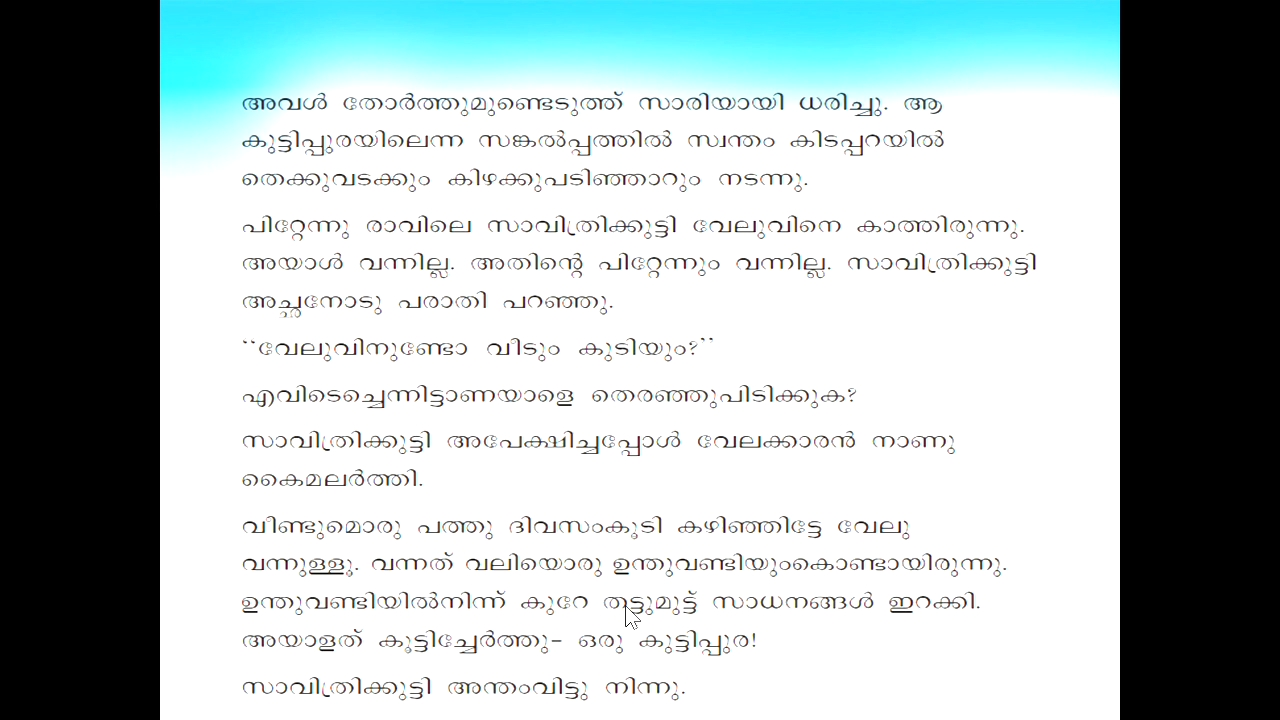 അവൾ തോർത്തുമുണ്ടെടുത്ത് സാരിയായി ധരിച്ചു. ആ
കുട്ടിപ്പുരയിലെന്ന സങ്കൽപ്പത്തിൽ സ്വന്തം കിടപ്പറയിൽ
തെക്കുവടക്കും കിഴക്കുപടിഞ്ഞാറും നടന്നു.
പിറ്റേന്നു രാവിലെ സാവിത്രിക്കുട്ടി വേലുവിനെ കാത്തിരുന്നു.
അയാൾ വന്നില്ല. അതിന്റെ പിറ്റേന്നും വന്നില്ല. സാവിത്രിക്കുട്ടി
അച്ഛനോടു പരാതി പറഞ്ഞു.
``വേലുവിനുണ്ടോ വീടും കുടിയും?''
എവിടെച്ചെന്നിട്ടാണയാളെ തെരഞ്ഞുപിടിക്കുക?
സാവിത്രിക്കുട്ടി അപേക്ഷിച്ചപ്പോൾ വേലക്കാരൻ നാണു
കൈമലർത്തി.
വീണ്ടുമൊരു പത്തു ദിവസംകൂടി കഴിഞ്ഞിട്ടേ വേലു
വന്നുള്ളൂ. വന്നത് വലിയൊരു ഉന്തുവണ്ടിയുംകൊണ്ടായിരുന്നു.
ഉന്തുവണ്ടിയിൽനിന്ന് കുറേ തട്ടുമുട്ട് സാധനങ്ങൾ ഇറക്കി.
അയാളത് കൂട്ടിച്ചേർത്തു- ഒരു കുട്ടിപ്പുര!
സാവിത്രിക്കുട്ടി അന്തംവിട്ടു നിന്നു.